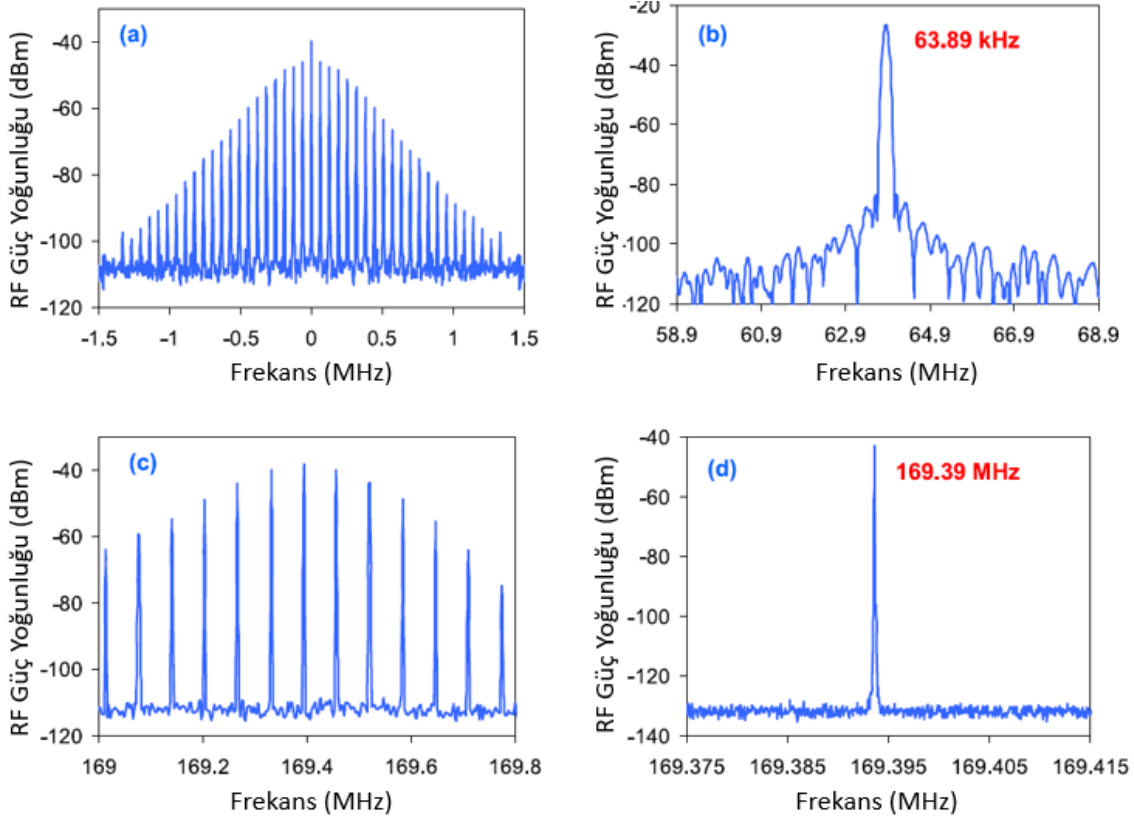 (a)
RF Güç Yoğunluğu (dBm)
-40
-60
-80
-100
-120
-1.5 -1 -0.5 0 0.5 1 1.5
Frekans (MHz)
(b)
63.89 kHz
RF Güç Yoğunluğu (dBm)
-20
-40
-60
-80
-100
-120
58.9 60.9 62.9 64.9 66.9 68.9
Frekans (MHz)
(c)
RF Güç Yoğunluğu (dBm)
-40
-60
-80
-100
-120
169 169.2 169.4 169.6 169.8
Frekans (MHz)
(d)
169.39 MHz
RF Güç Yoğunluğu (dBm)
-40
-60
-80
-100
-120
-140
169.375 169.385 169.395 169.405 169.415
Frekans (MHz)